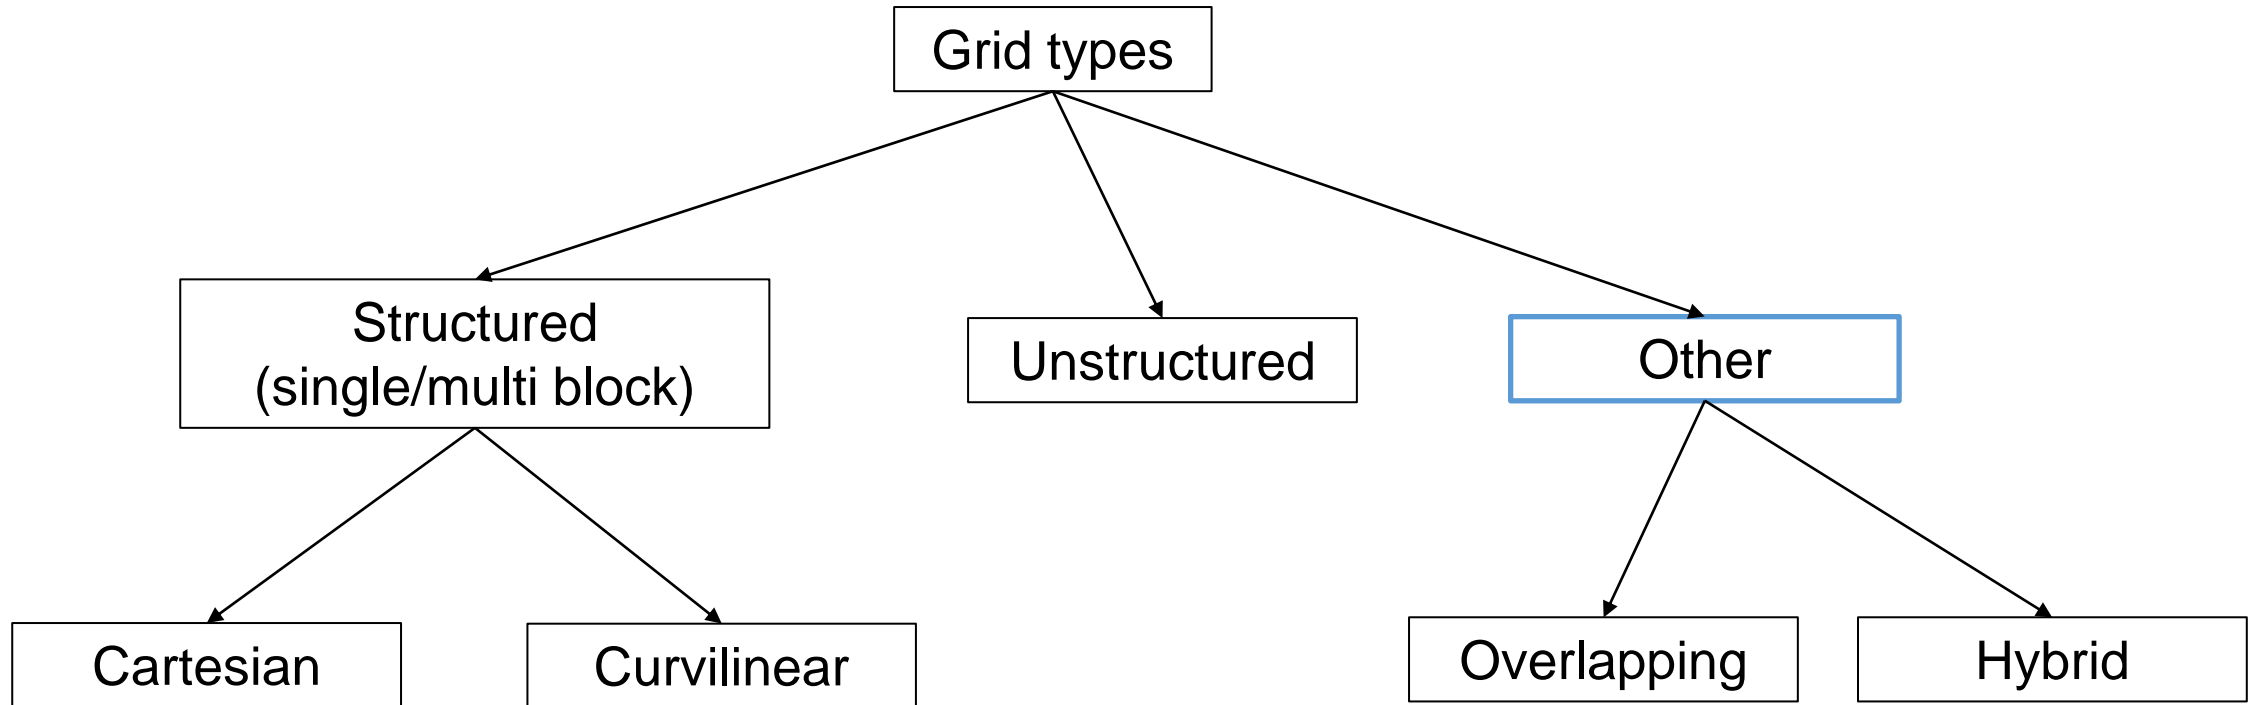 Grid types
Structured
(single/multi block)
Unstructured
Other
Cartesian
Curvilinear
Overlapping
Hybrid